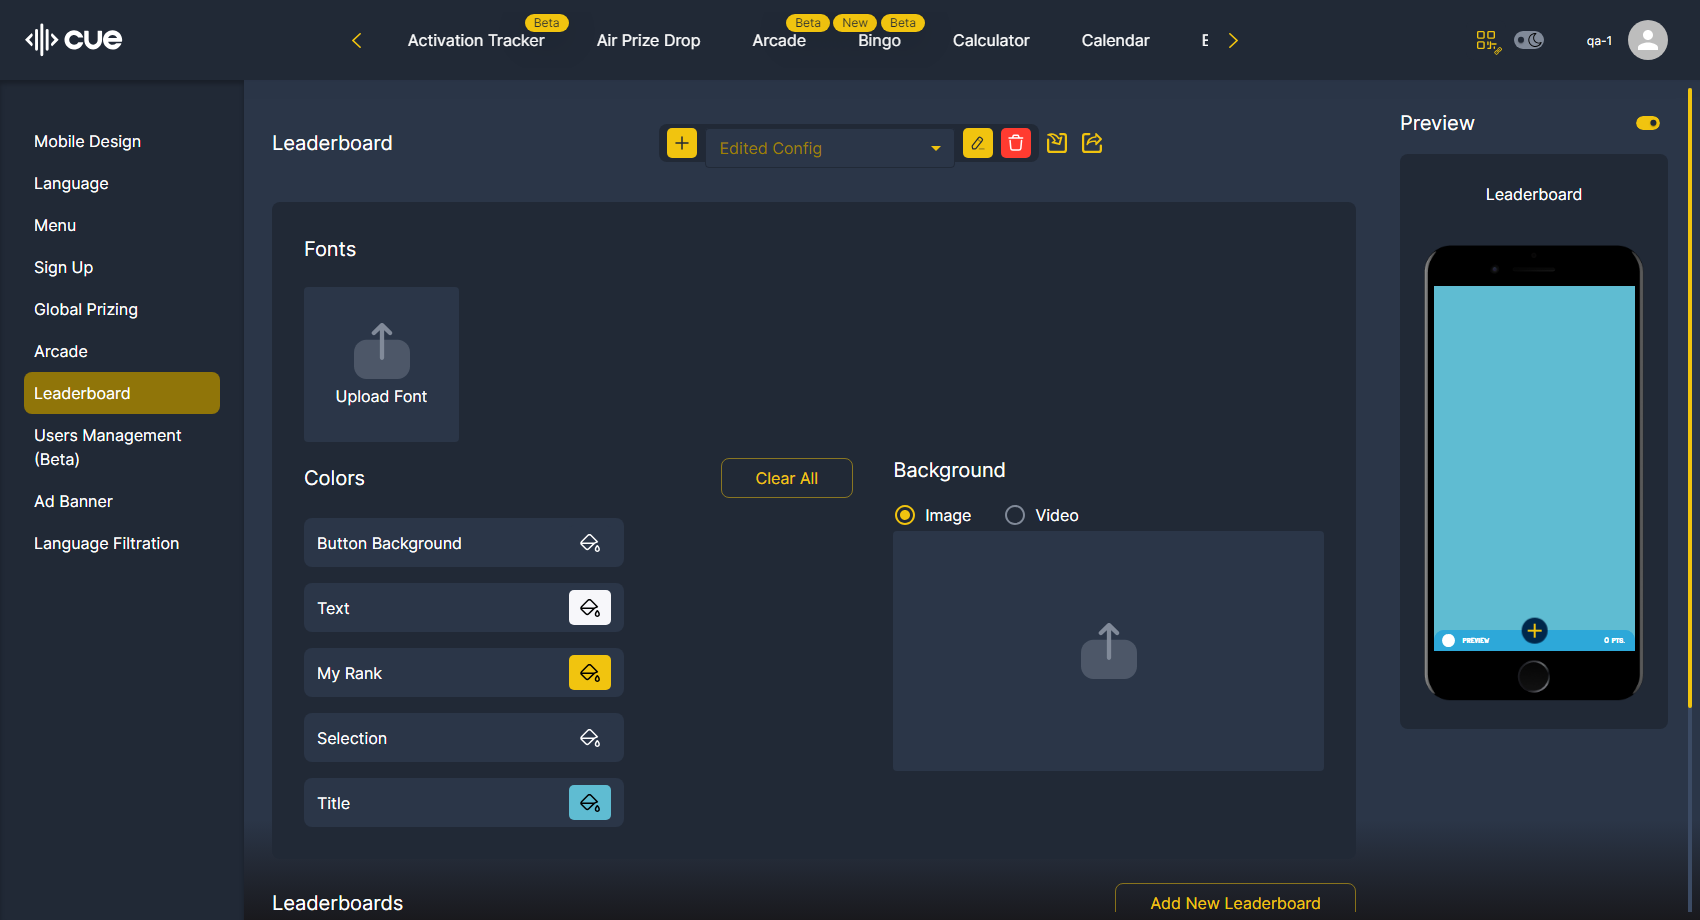 cue
Beta
Beta
New
Beta
Activation Tracker
Air Prize Drop
Arcade
Bingo
Calculator
Calendar
qa-1
Mobile Design
Language
Menu
Sign Up
Global Prizing
Arcade
Leaderboard
Users Management
(Beta)
Ad Banner
Language Filtration
Leaderboard
Edited Config
Fonts
Upload Font
Colors
Clear All
Button Background
Text
My Rank
Selection
Title
Background
Image
Video
Leaderboards
Add New Leaderboard
Preview
Leaderboard
PREVIEW
0 PTS.